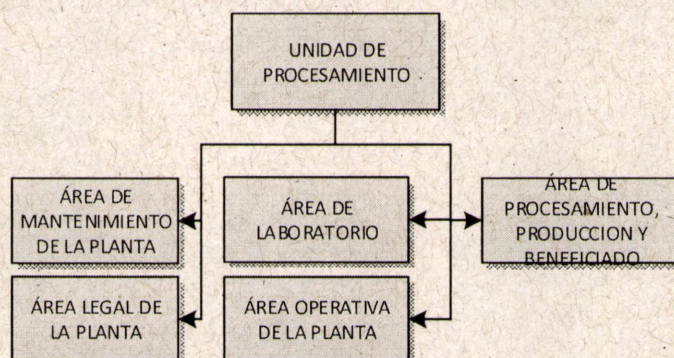 UNIDAD DE
PROCESAMIENTO
ÁREA DE
MANTENIMIENTO
DE LA PLANTA
ÁREA DE
LABORATORIO
ÁREA DE
PROCESAMIENTO,
PRODUCCION Y
BENEFICIADO
ÁREA LEGAL DE
LA PLANTA
ÁREA OPERATIVA
DE LA PLANTA